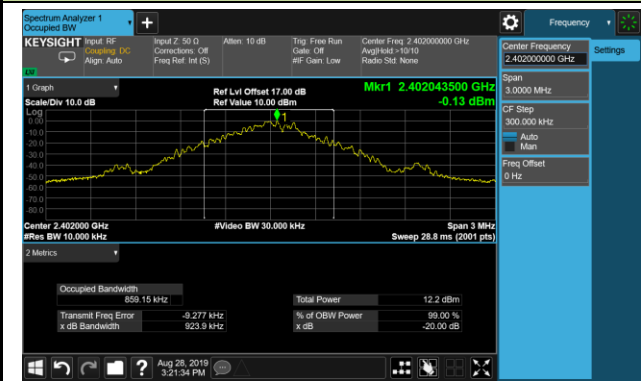 Spectrum Analyzer 1
Occupied BW
+
Frequency
KEYSIGHT Input: RF
Coupling: DC
Align: Auto
Input Z: 50 Ω
Corrections: Off
Freq Ref: Int (S)
Atten: 10 dB
Trig: Free Run
Gate: Off
#IF Gain: Low
Center Freq: 2.402000000 GHz
Avg|Hold:>10/10
Radio Std: None
Center Frequency
2.402000000 GHz
Settings
Span
3.0000 MHz
CF Step
300.000 kHz
Auto
Man
Freq Offset
0 Hz
1 Graph
Scale/Div 10.0 dB
Ref Lvl Offset 17.00 dB
Ref Value 10.00 dBm
Mkr1 2.402043500 GHz
-0.13 dBm
Log
0.00
-10.0
-20.0
-30.0
-40.0
-50.0
-60.0
-70.0
-80.0
1
Center 2.402000 GHz
#Res BW 10.000 kHz
#Video BW 30.000 kHz
Span 3 MHz
Sweep 28.8 ms (2001 pts)
2 Metrics
Occupied Bandwidth
859.15 kHz
Total Power 12.2 dBm
Transmit Freq Error -9.277 kHz
% of OBW Power 99.00 %
x dB Bandwidth 923.9 kHz
x dB -20.00 dB
?
Aug 28, 2019
3:21:34 PM